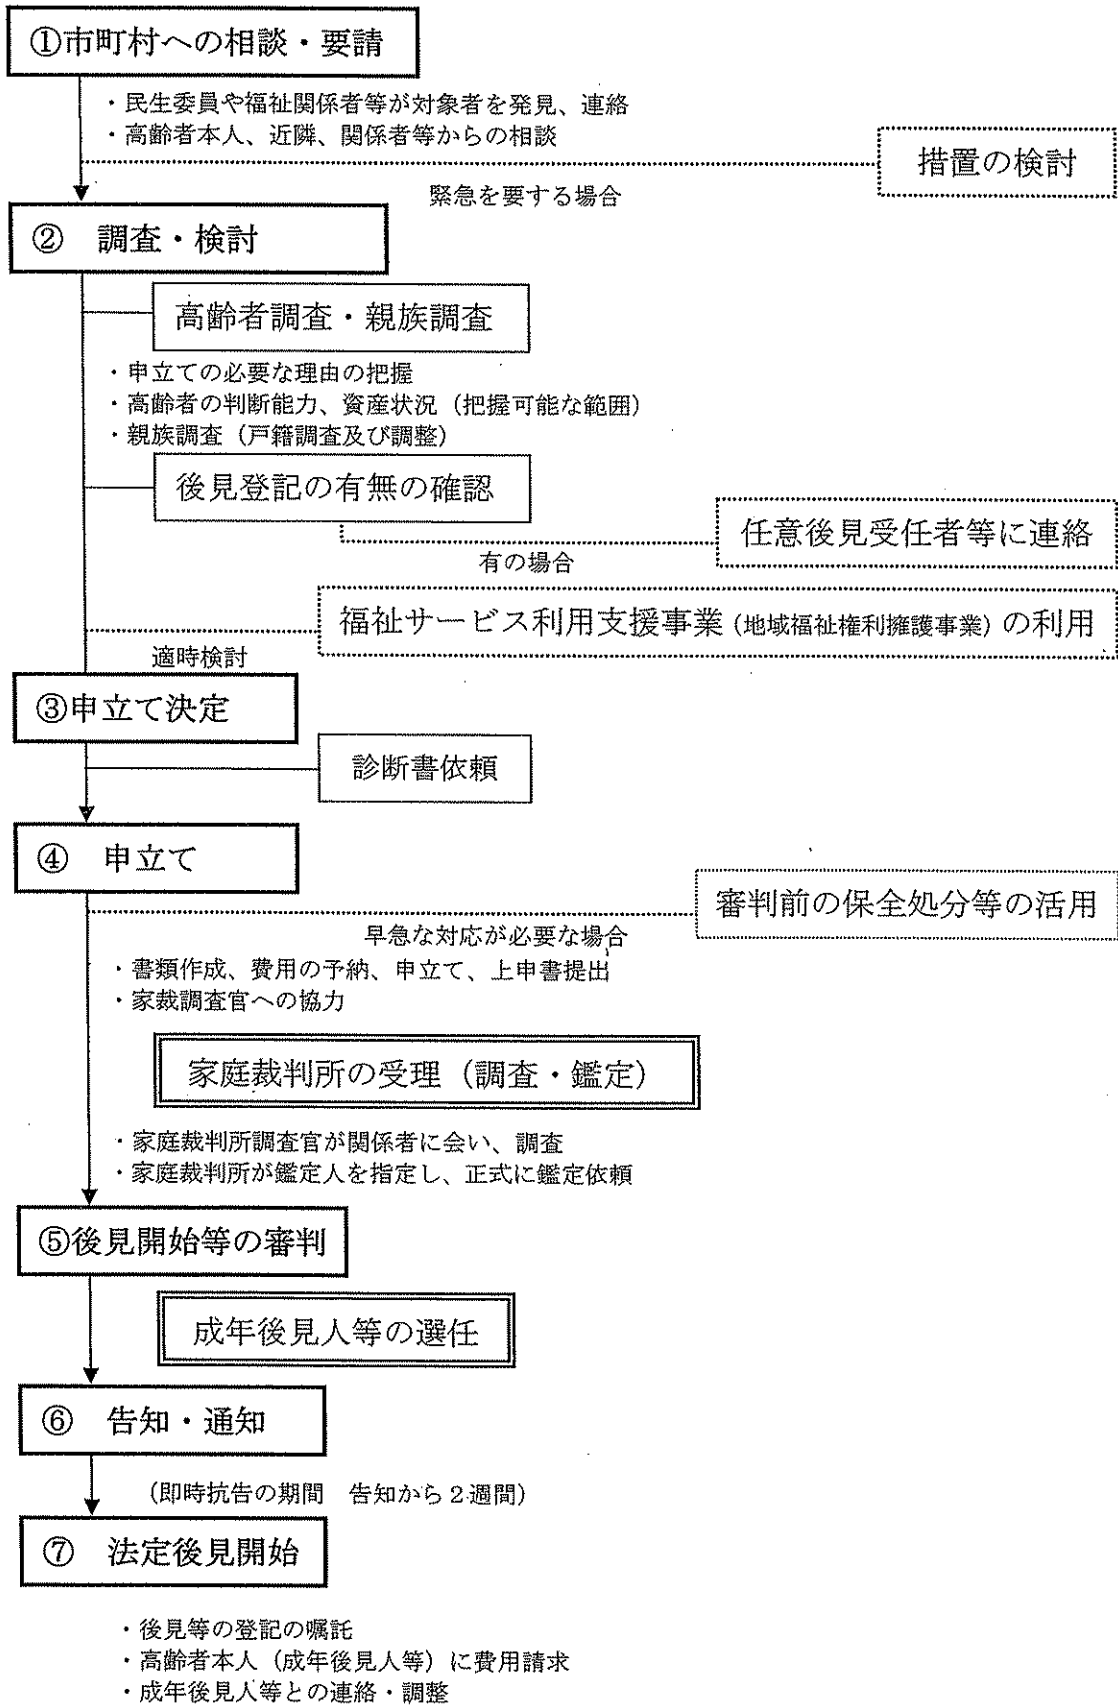 ①市町村への相談・要請
・民生委員や福祉関係者等が対象者を発見、連絡
・高齢者本人、近隣、関係者等からの相談
措置の検討
緊急を要する場合
②　調査・検討
高齢者調査・親族調査
・申立ての必要な理由の把握
・高齢者の判断能力、資産状況（把握可能な範囲）
・親族調査（戸籍調査及び調整）
後見登記の有無の確認
任意後見受任者等に連絡
有の場合
福祉サービス利用支援事業（地域福祉権利擁護事業）の利用
適時検討
③申立て決定
診断書依頼
④　申立て
審判前の保全処分等の活用
早急な対応が必要な場合
・書類作成、費用の予納、申立て、上申書提出
・家裁調査官への協力
家庭裁判所の受理（調査・鑑定）
・家庭裁判所調査官が関係者に会い、調査
・家庭裁判所が鑑定人を指定し、正式に鑑定依頼
⑤後見開始等の審判
成年後見人等の選任
⑥　告知・通知
（即時抗告の期間　告知から２週間）
⑦　法定後見開始
・後見等の登記の嘱託
・高齢者本人（成年後見人等）に費用請求
・成年後見人等との連絡・調整